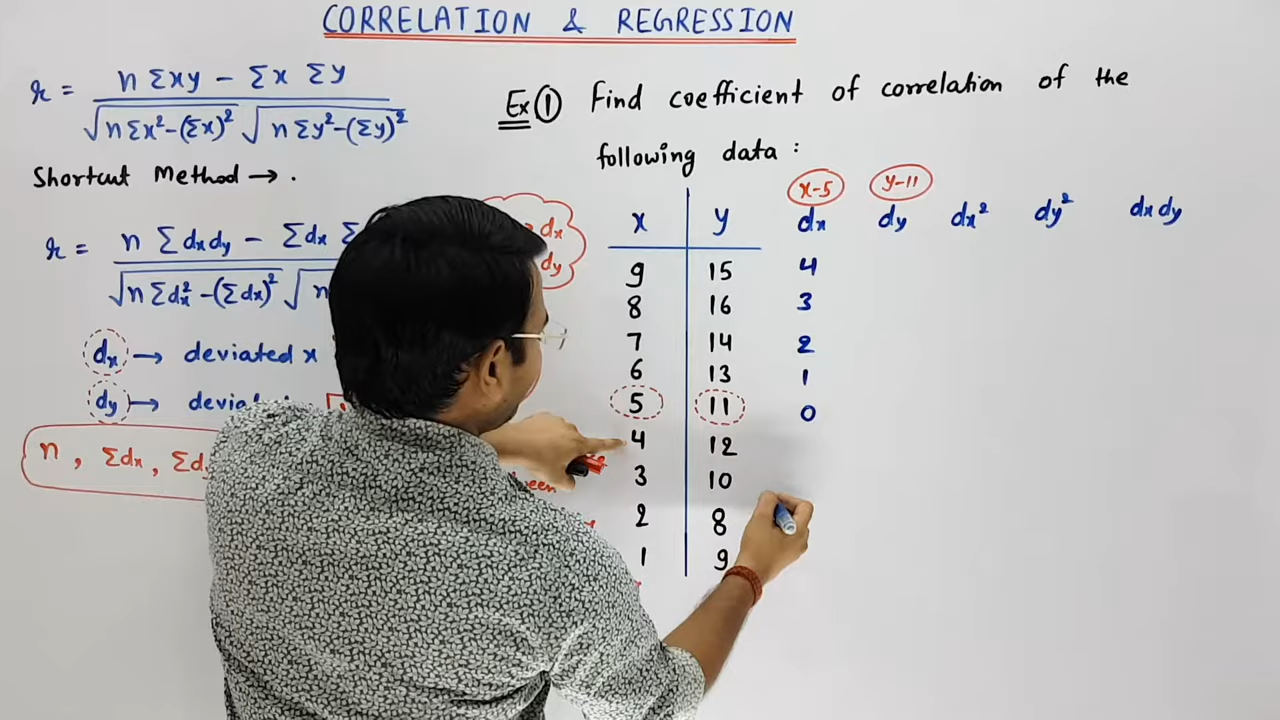 CORRELATION & REGRESSION
r = n Σxy - Σx Σy
√nΣx²-(Σx)² √nΣy²-(Σy)²
Shortcut Method → .
r = n Σdxdy - Σdx Σ
√nΣdx²-(Σdx)² √n
dx → deviated x
dy →
n, Σdx, Σd
dx
dy
Ex ① Find coefficient of correlation of the
following data :
x-5 y-11
x y dx dy dx² dy² dxdy
9 15 4
8 16 3
7 14 2
6 13 1
5 11 0
4 12
3 10
2 8
1 9